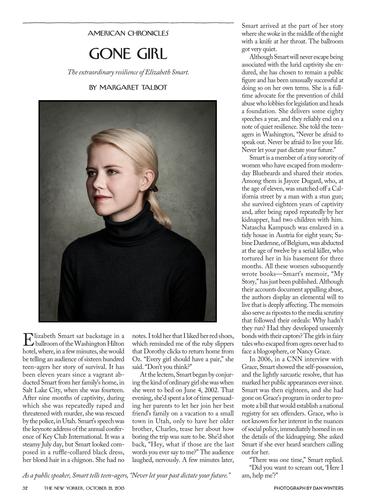 AMERICAN CHRONICLES
GONE GIRL
The extraordinary resilience of Elizabeth Smart.
BY MARGARET TALBOT
Elizabeth Smart sat backstage in a
ballroom of the Washington Hilton
hotel, where, in a few minutes, she would
be telling an audience of sixteen hundred
teen-agers her story of survival. It has
been eleven years since a vagrant ab-
ducted Smart from her family's home, in
Salt Lake City, when she was fourteen.
After nine months of captivity, during
which she was repeatedly raped and
threatened with murder, she was rescued
by the police, in Utah. Smart's speech was
the keynote address of the annual confer-
ence of Key Club International. It was a
steamy July day, but Smart looked com-
posed in a ruffle-collared black dress,
her blond hair in a chignon. She had no
notes. I told her that I liked her red shoes,
which reminded me of the ruby slippers
that Dorothy clicks to return home from
Oz. "Every girl should have a pair," she
said. "Don't you think?"
At the lectern, Smart began by conjur-
ing the kind of ordinary girl she was when
she went to bed on June 4, 2002. That
evening, she'd spent a lot of time persuad-
ing her parents to let her join her best
friend's family on a vacation to a small
town in Utah, only to have her older
brother, Charles, tease her about how
boring the trip was sure to be. She'd shot
back, "Hey, what if those are the last
words you ever say to me?" The audience
laughed, nervously. A few minutes later,
Smart arrived at the part of her story
where she woke in the middle of the night
with a knife at her throat. The ballroom
got very quiet.
Although Smart will never escape being
associated with the lurid captivity she en-
dured, she has chosen to remain a public
figure and has been unusually successful at
doing so on her own terms. She is a full-
time advocate for the prevention of child
abuse who lobbies for legislation and heads
a foundation. She delivers some eighty
speeches a year, and they reliably end on a
note of quiet resilience. She told the teen-
agers in Washington, "Never be afraid to
speak out. Never be afraid to live your life.
Never let your past dictate your future."
Smart is a member of a tiny sorority of
women who have escaped from modern-
day Bluebeards and shared their stories.
Among them is Jaycee Dugard, who, at
the age of eleven, was snatched off a Cal-
ifornia street by a man with a stun gun;
she survived eighteen years of captivity
and, after being raped repeatedly by her
kidnapper, had two children with him.
Natascha Kampusch was enslaved in a
tidy house in Austria for eight years; Sa-
bine Dardenne, of Belgium, was abducted
at the age of twelve by a serial killer, who
tortured her in his basement for three
months. All these women subsequently
wrote books—Smart's memoir, "My
Story," has just been published. Although
their accounts document appalling abuse,
the authors display an elemental will to
live that is deeply affecting. The memoirs
also serve as ripostes to the media scrutiny
that followed their ordeals: Why hadn't
they run? Had they developed unseemly
bonds with their captors? The girls in fairy
tales who escaped ogres never had to
face a blogosphere, or Nancy Grace.
In 2006, in a CNN interview with
Grace, Smart showed the self-possession,
and the lightly sarcastic resolve, that has
marked her public appearances ever since.
Smart was then eighteen, and she had
gone on Grace's program in order to pro-
mote a bill that would establish a national
registry for sex offenders. Grace, who is
not known for her interest in the nuances
of social policy, immediately homed in on
the details of the kidnapping. She asked
Smart if she ever heard searchers calling
out for her.
"There was one time," Smart replied.
"Did you want to scream out, 'Here I
am, help me?'"
As a public speaker, Smart tells teen-agers, "Never let your past dictate your future."
32 THE NEW YORKER, OCTOBER 21, 2013
PHOTOGRAPH BY DAN WINTERS